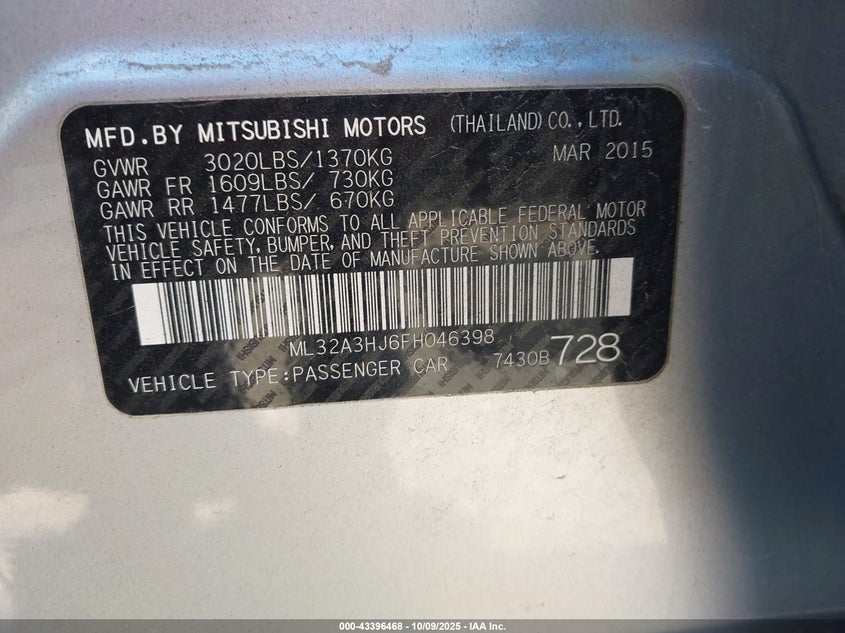 MFD.BY MITSUBISHI MOTORS (THAILAND) CO.,LTD.
GVWR 3020LBS/1370KG MAR 2015
GAWR FR 1609LBS/ 730KG
GAWR RR 1477LBS/ 670KG
THIS VEHICLE CONFORMS TO ALL APPLICABLE FEDERAL MOTOR
VEHICLE SAFETY, BUMPER, AND THEFT PREVENTION STANDARDS
IN EFFECT ON THE DATE OF MANUFACTURE SHOWN ABOVE.
ML32A3HJ6FH046398
VEHICLE TYPE:PASSENGER CAR 7430B 728
000-43396468 - 10/09/2025 - IAA Inc.